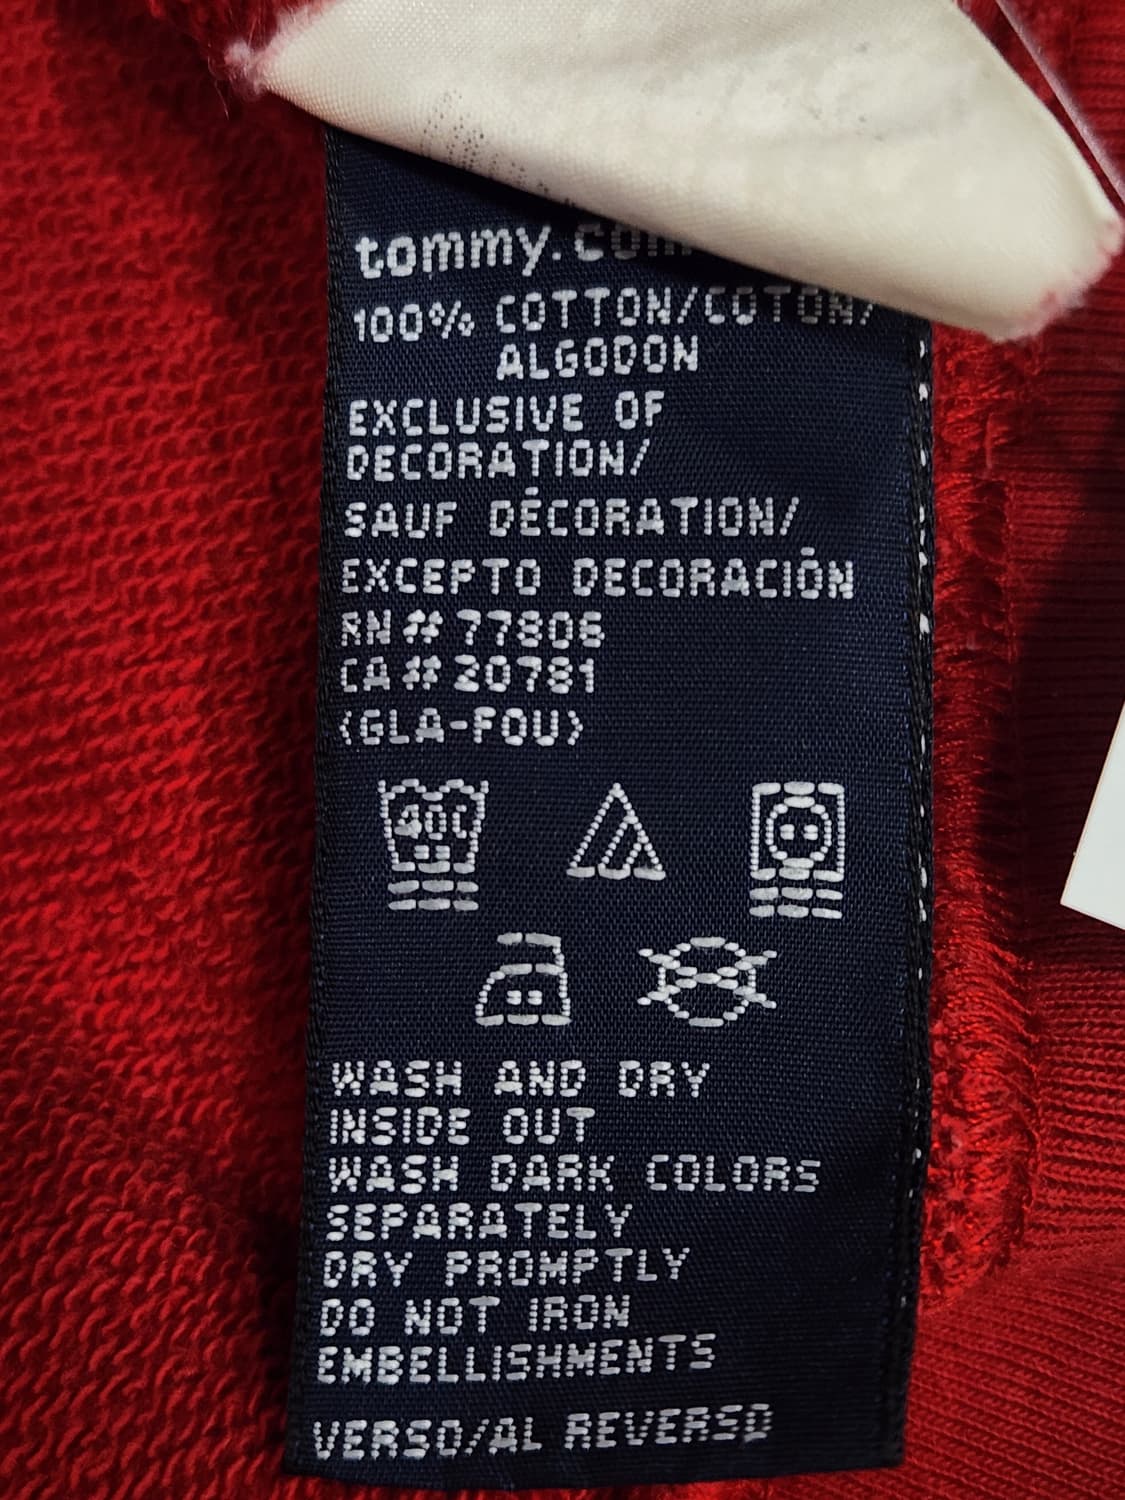 tommy.com
100% COTTON/COTON/
ALGODON
EXCLUSIVE OF
DECORATION/
SAUF DÉCORATION/
EXCEPTO DECORACIÓN
RN# 77806
CA# 20781
(GLA-FOU)
40C
WASH AND DRY
INSIDE OUT
WASH DARK COLORS
SEPARATELY
DRY PROMPTLY
DO NOT IRON
EMBELLISHMENTS
VERSO/AL REVERSO